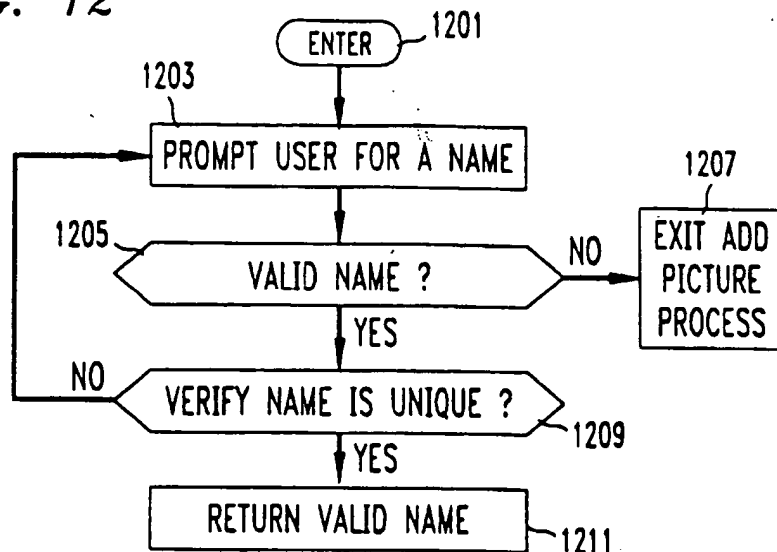 12
1201
ENTER
1203
PROMPT USER FOR A NAME
1207
1205
VALID NAME ?
NO
EXIT ADD
PICTURE
PROCESS
YES
NO
VERIFY NAME IS UNIQUE ?
1209
YES
RETURN VALID NAME
1211